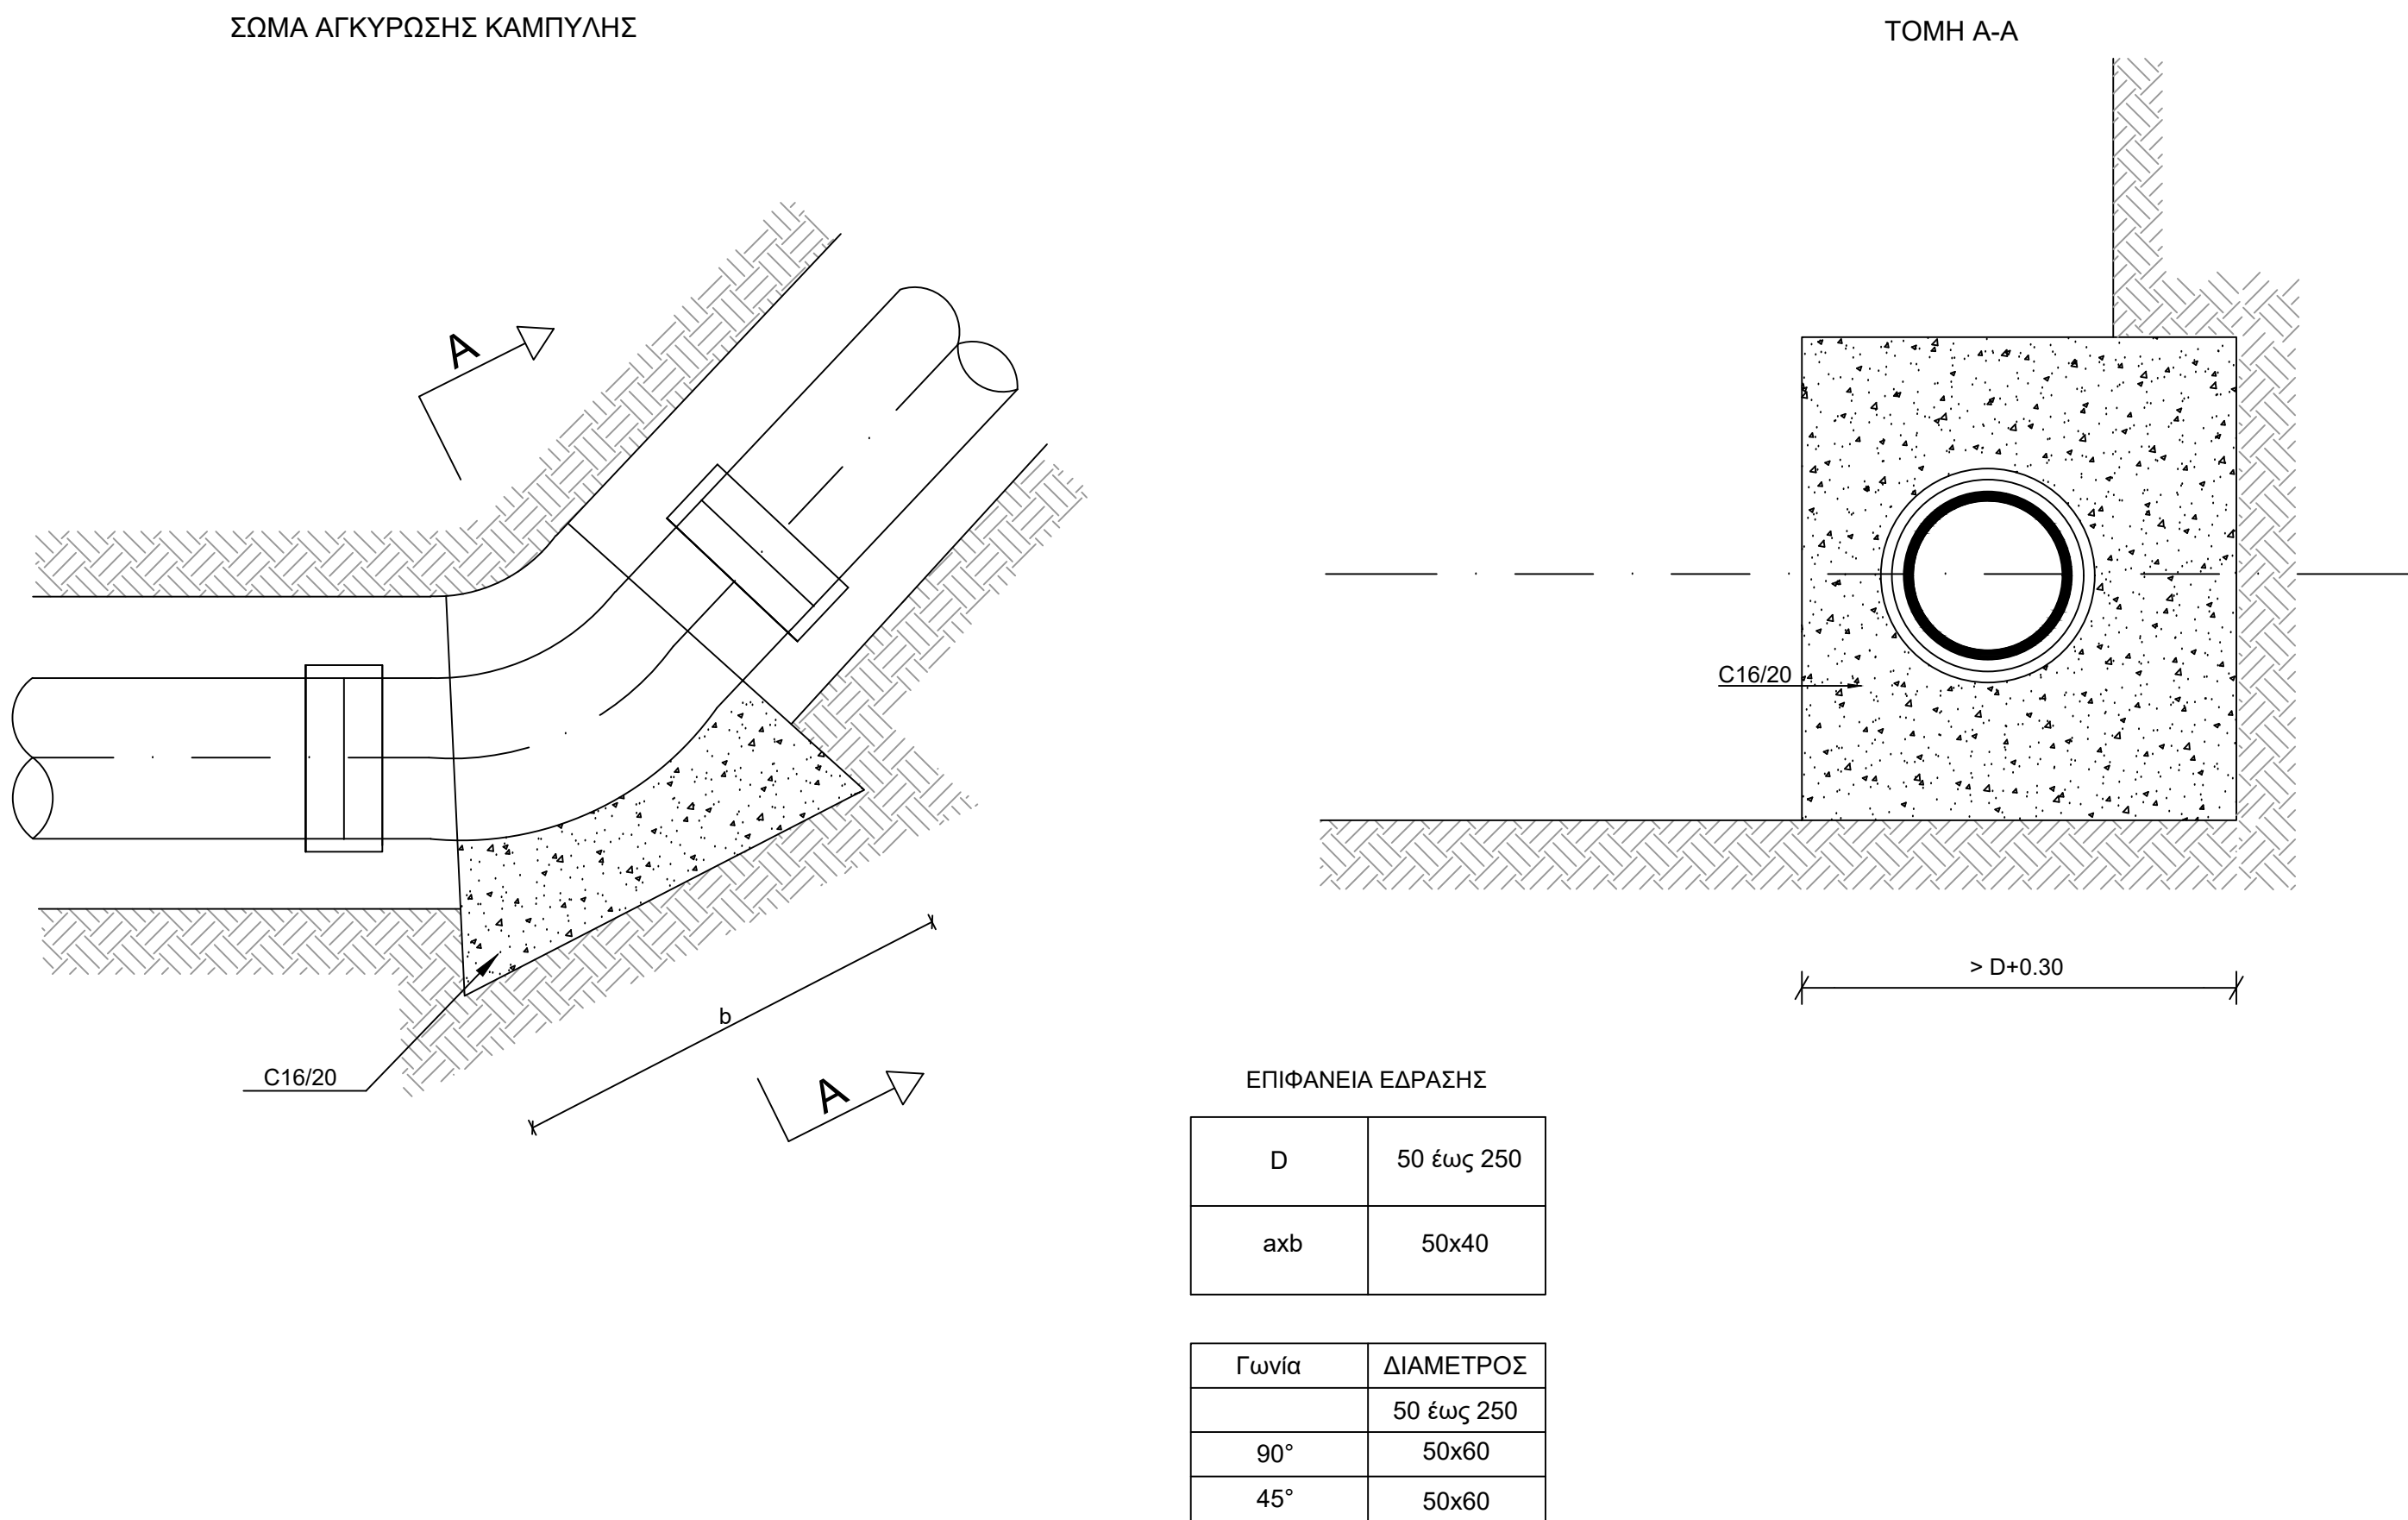 ΣΩΜΑ ΑΓΚΥΡΩΣΗΣ ΚΑΜΠΥΛΗΣ
ΤΟΜΗ Α-Α
A
C16/20
C16/20
b
A
> D+0.30
ΕΠΙΦΑΝΕΙΑ ΕΔΡΑΣΗΣ
D 50 έως 250
axb 50x40
Γωνία ΔΙΑΜΕΤΡΟΣ
50 έως 250
90° 50x60
45° 50x60